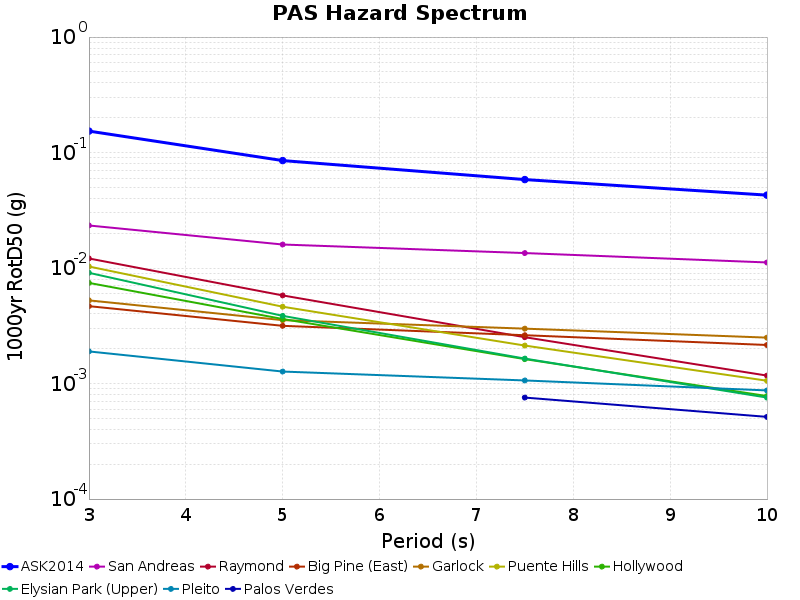 PAS Hazard Spectrum
10^0
10^-1
10^-2
10^-3
10^-4
1000yr RotD50 (g)
3 4 5 6 7 8 9 10
Period (s)
ASK2014 San Andreas Raymond Big Pine (East) Garlock Puente Hills Hollywood
Elysian Park (Upper) Pleito Palos Verdes